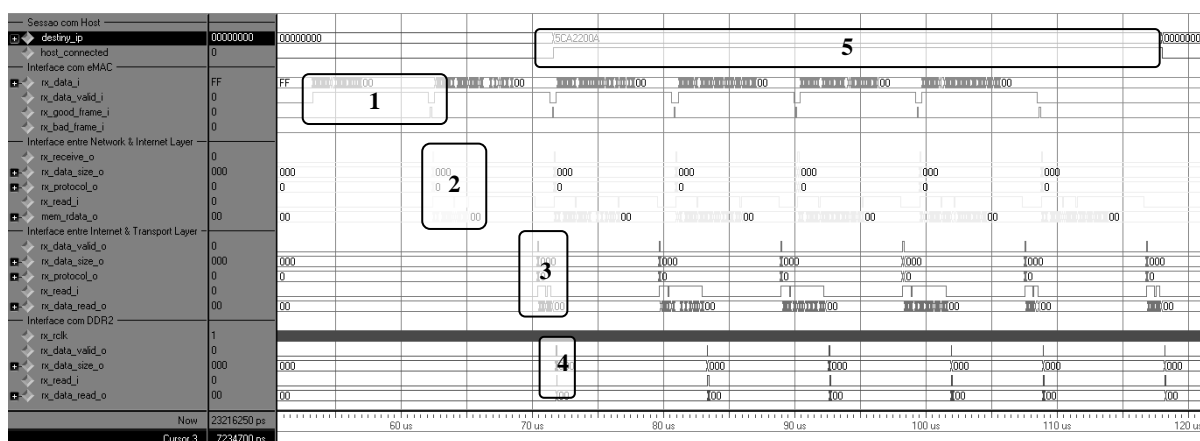 Sessao com Host
destiny_ip 00000000 00000000 5CA2200A 0000000
host_connected 0
Interface com eMAC
rx_data_i FF FF 00 00 00 00 00 00
rx_data_valid_i 0
rx_good_frame_i 0
rx_bad_frame_i 0
Interface entre Network & Internet Layer
rx_receive_o 0
rx_data_size_o 000 000 000 000 000 000 000 000
rx_protocol_o 0 0 0 0 0 0 0 0
rx_read_i 0
mem_rdata_o 00 00 00 00 00 00 00 00
Interface entre Internet & Transport Layer
rx_data_valid_o 0
rx_data_size_o 000 000 000 000 000 000 000 000
rx_protocol_o 0 0 0 0 0 0 0
rx_read_i 0
rx_data_read_o 00 00 00 00 00 00 00 00
Interface com DDR2
rx_rclk 1
rx_data_valid_o 0
rx_data_size_o 000 000 000 000 000 000 000 000
rx_read_i 0
rx_data_read_o 00 00 00 00 00 00 00 00
Now 23216250 ps 60 us 70 us 80 us 90 us 100 us 110 us 120 u
Cursor 3 7234700 ps
1
2
3
4
5